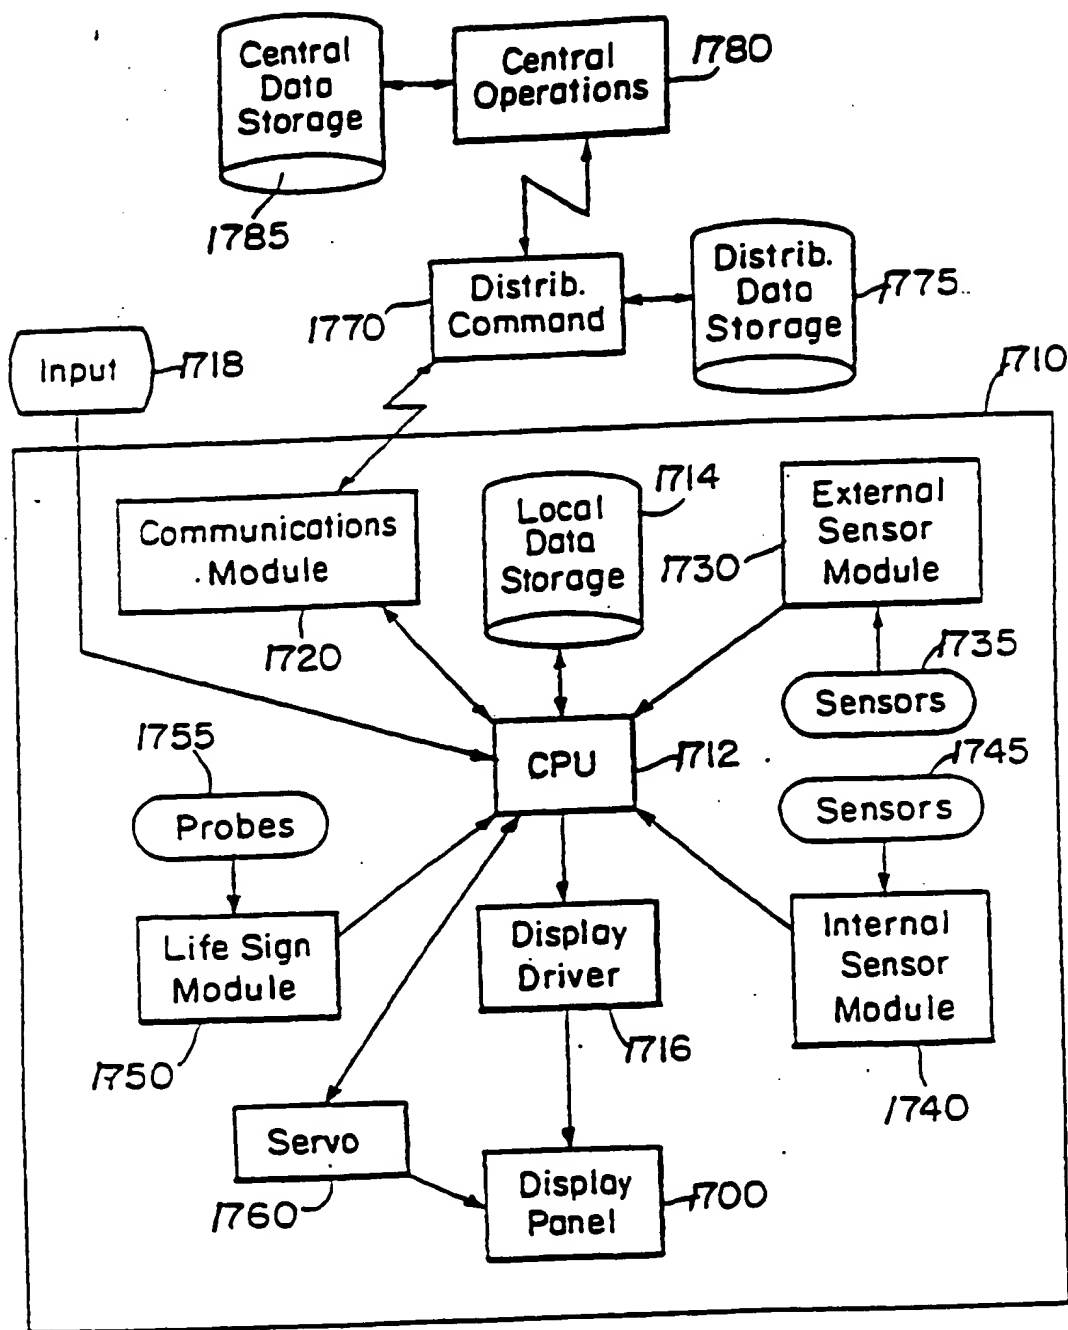 Central
Data
Storage
1785
Central
Operations
1780
Distrib.
Command
1770
Distrib.
Data
Storage
1775
Input
1718
1710
Communications
Module
1720
Local
Data
Storage
1714
External
Sensor
Module
1730
Sensors
1735
CPU
1712
Probes
1755
Sensors
1745
Life Sign
Module
1750
Display
Driver
1716
Internal
Sensor
Module
1740
Servo
1760
Display
Panel
1700